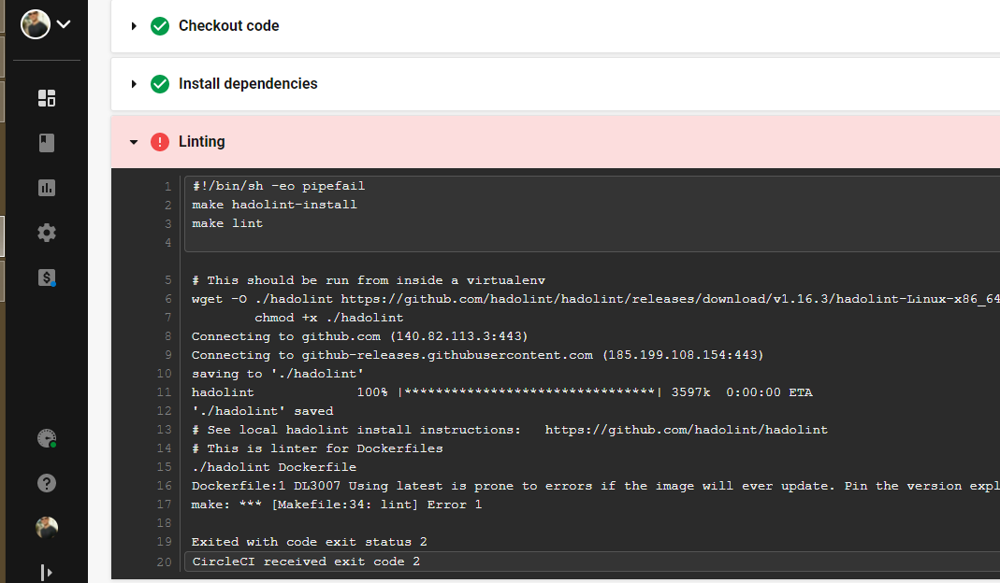 Checkout code
Install dependencies
Linting
1 #!/bin/sh -eo pipefail
2 make hadolint-install
3 make lint
4
5 # This should be run from inside a virtualenv
6 wget -O ./hadolint https://github.com/hadolint/hadolint/releases/download/v1.16.3/hadolint-Linux-x86_64
7 chmod +x ./hadolint
8 Connecting to github.com (140.82.113.3:443)
9 Connecting to github-releases.githubusercontent.com (185.199.108.154:443)
10 saving to './hadolint'
11 hadolint 100% |********************************| 3597k 0:00:00 ETA
12 './hadolint' saved
13 # See local hadolint install instructions: https://github.com/hadolint/hadolint
14 # This is linter for Dockerfiles
15 ./hadolint Dockerfile
16 Dockerfile:1 DL3007 Using latest is prone to errors if the image will ever update. Pin the version expl
17 make: *** [Makefile:34: lint] Error 1
18
19 Exited with code exit status 2
20 CircleCI received exit code 2